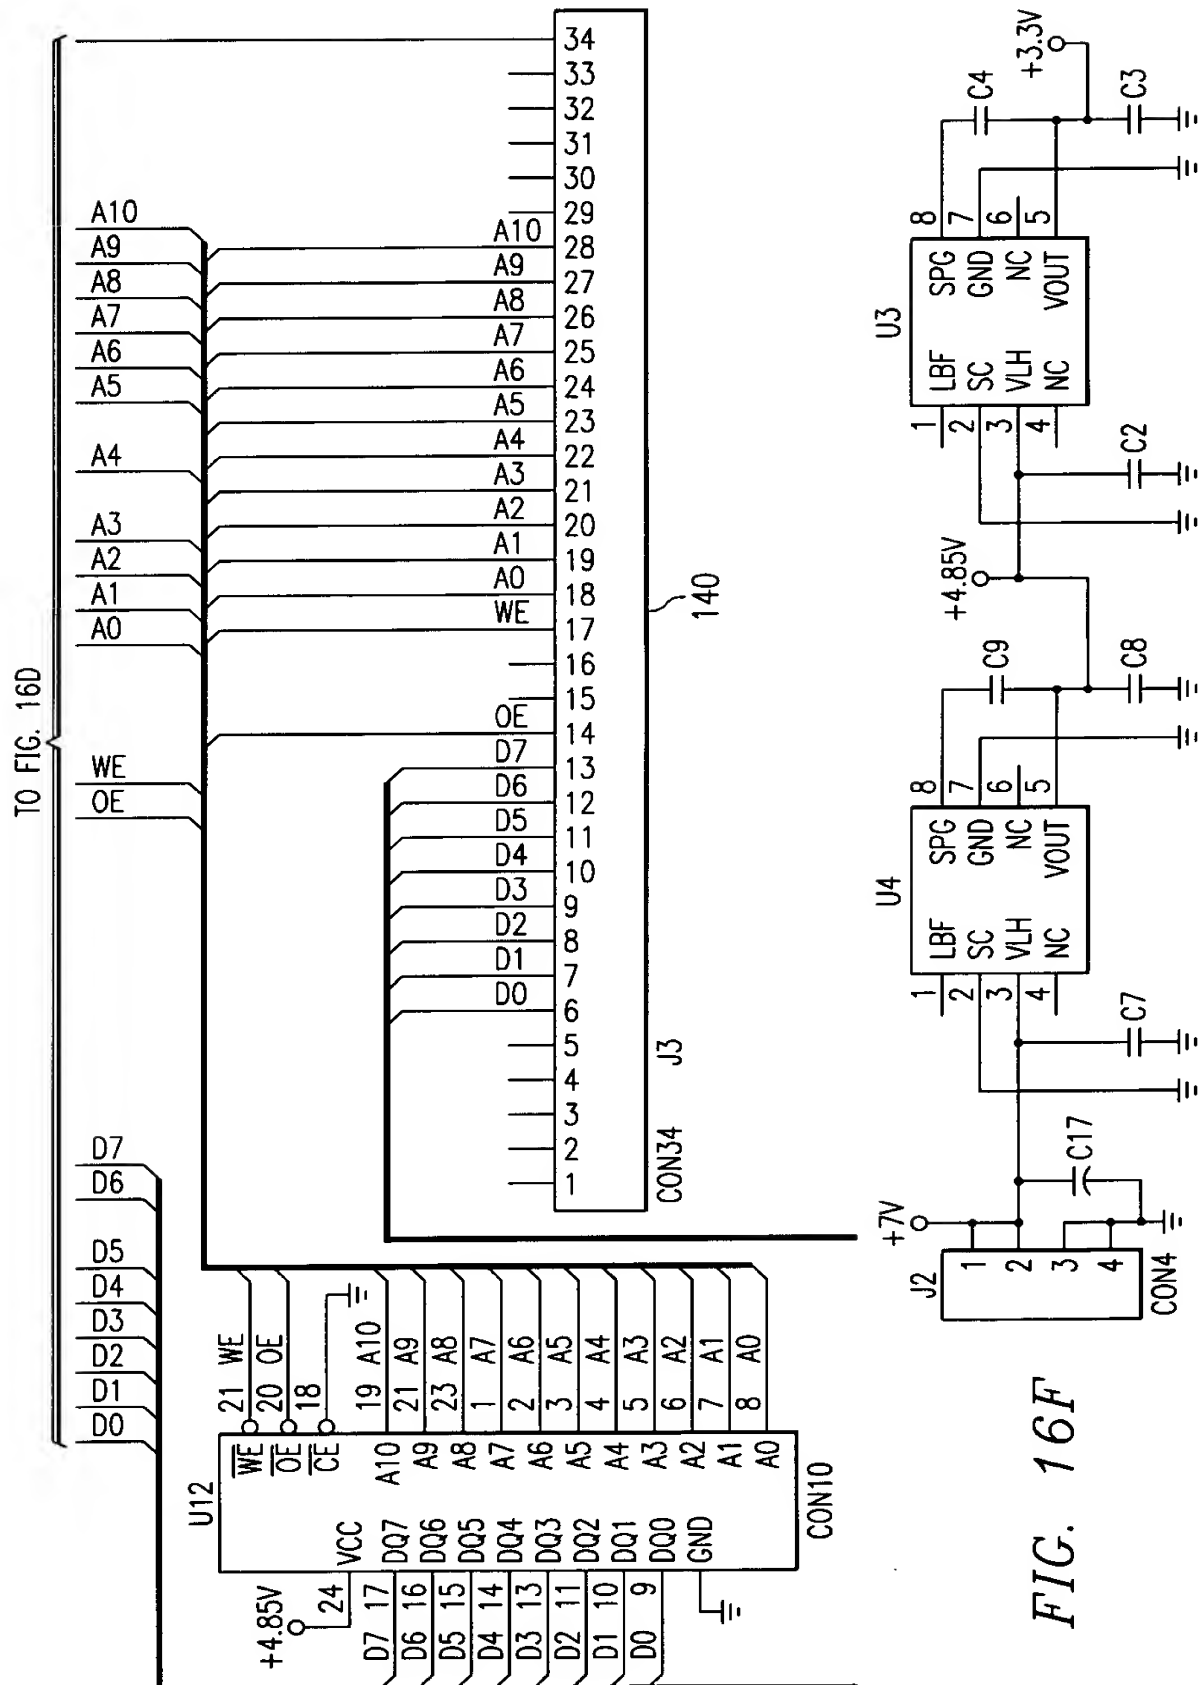 TO FIG. 16D
D0
D1
D2
D3
D4
D5
D6
D7
OE
WE
A0
A1
A2
A3
A4
A5
A6
A7
A8
A9
A10
U12
WE
OE
CE
A10
A9
A8
A7
A6
A5
A4
A3
A2
A1
A0
VCC
DQ7
DQ6
DQ5
DQ4
DQ3
DQ2
DQ1
DQ0
GND
CON10
21 WE
20 OE
18
19 A10
21 A9
23 A8
1 A7
2 A6
3 A5
4 A4
5 A3
6 A2
7 A1
8 A0
+4.85V
24
D7 17
D6 16
D5 15
D4 14
D3 13
D2 11
D1 10
D0 9
1
2
3
4
5
6 D0
7 D1
8 D2
9 D3
10 D4
11 D5
12 D6
13 D7
14 OE
15
16
17 WE
18 A0
19 A1
20 A2
21 A3
22 A4
23 A5
24 A6
25 A7
26 A8
27 A9
28 A10
29
30
31
32
33
34
CON34
J3
140
J2
1
2
3
4
CON4
+7V
C17
C7
U4
1 LBF
2 SC
3 VLH
4 NC
SPG 8
GND 7
NC 6
VOUT 5
C9
C8
+4.85V
C2
U3
1 LBF
2 SC
3 VLH
4 NC
SPG 8
GND 7
NC 6
VOUT 5
C4
C3
+3.3V
FIG. 16F